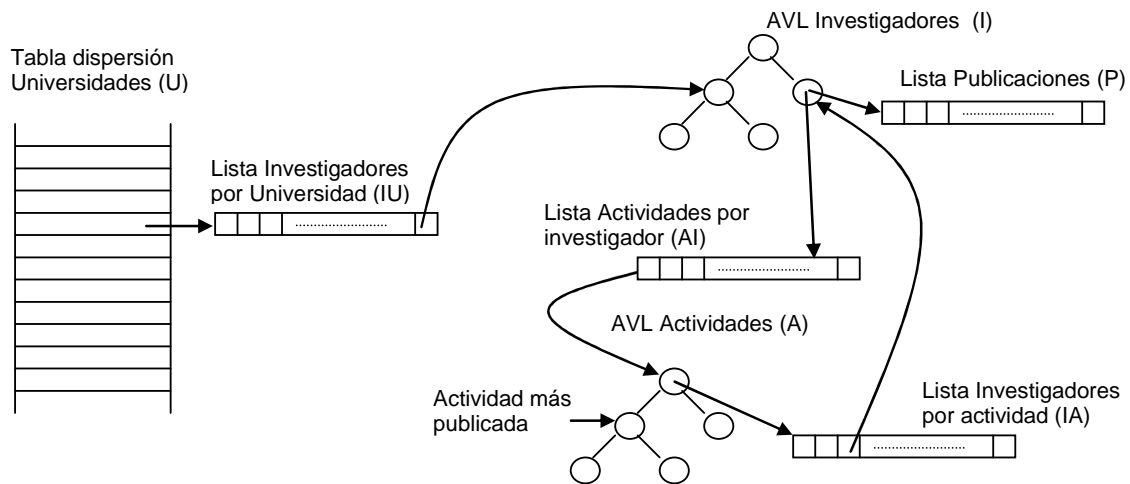 AVL Investigadores (I)
Tabla dispersión
Universidades (U)
Lista Publicaciones (P)
Lista Investigadores
por Universidad (IU)
Lista Actividades por
investigador (AI)
AVL Actividades (A)
Actividad más
publicada
Lista Investigadores
por actividad (IA)